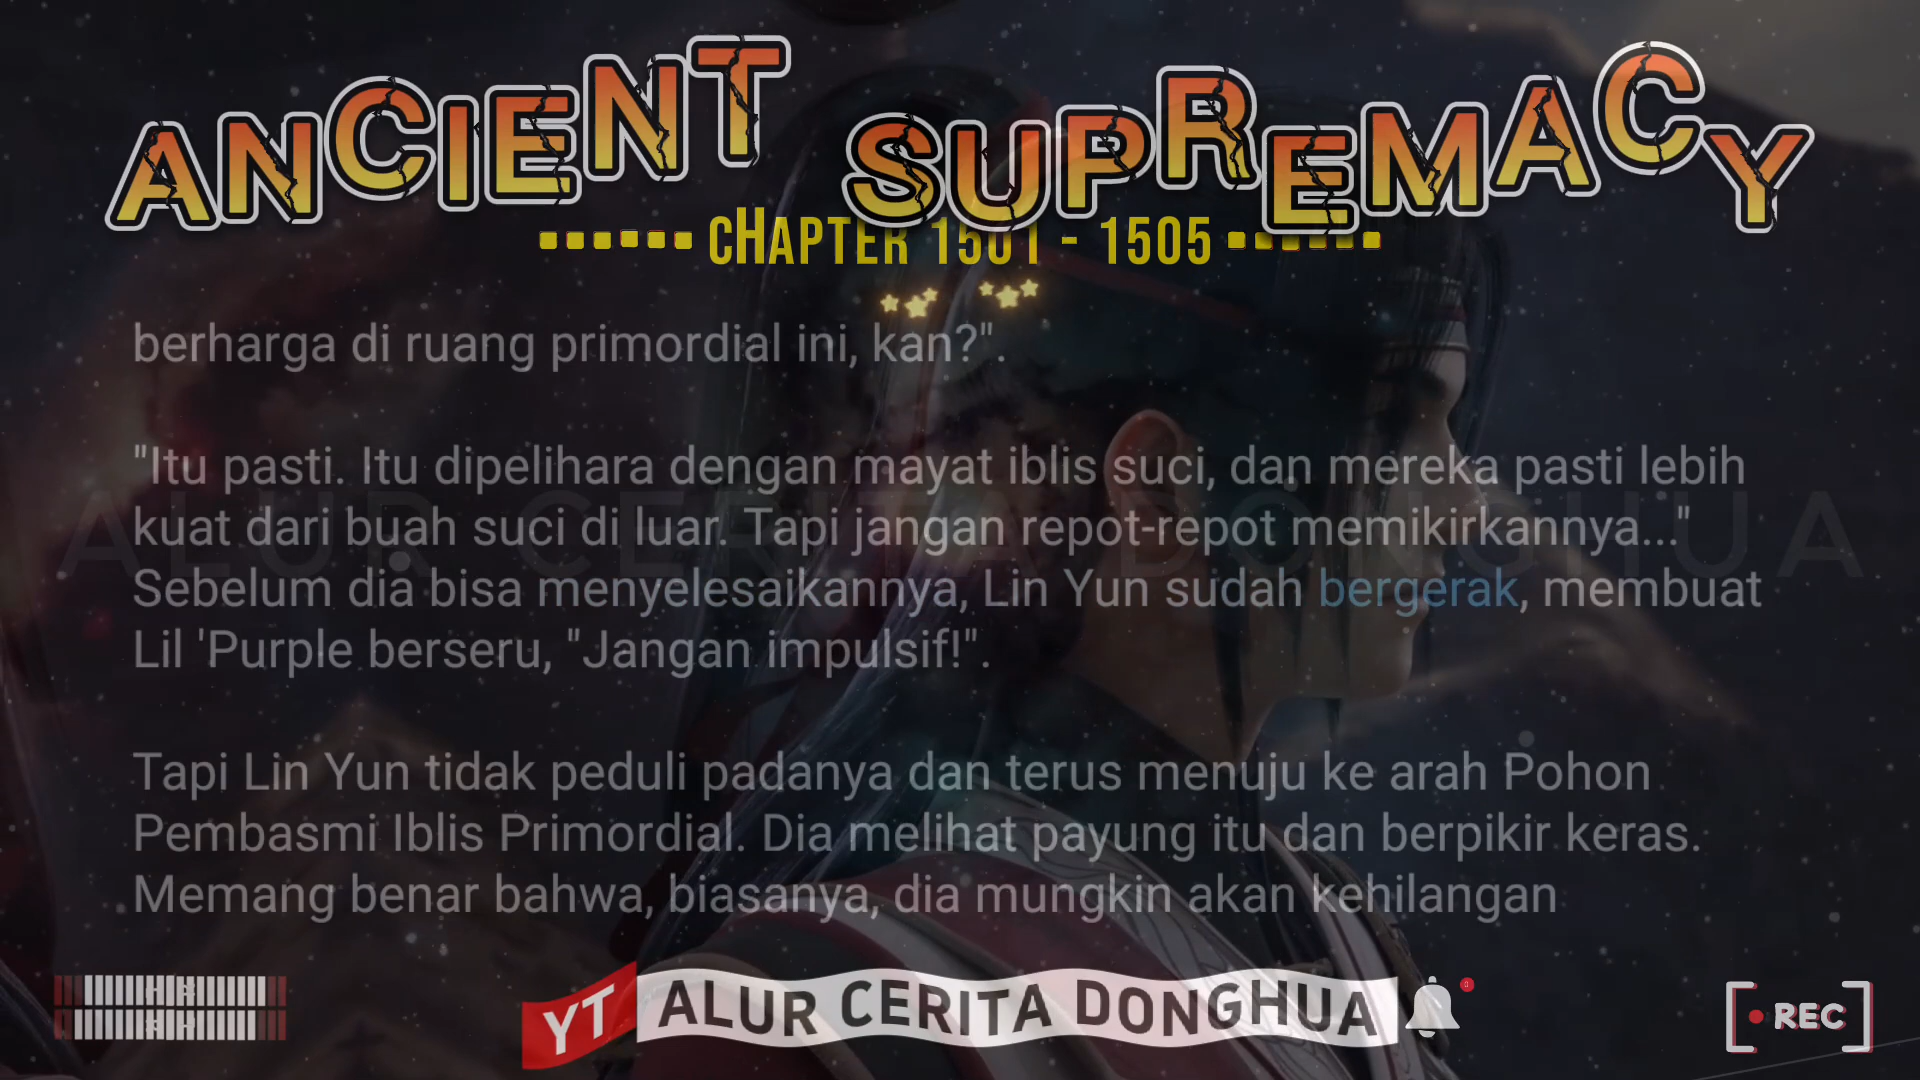 ANCIENT SUPREMACY
CHAPTER 1501 - 1505
berharga di ruang primordial ini, kan?".
"Itu pasti. Itu dipelihara dengan mayat iblis suci, dan mereka pasti lebih
kuat dari buah suci di luar. Tapi jangan repot-repot memikirkannya..."
Sebelum dia bisa menyelesaikannya, Lin Yun sudah bergerak, membuat
Lil 'Purple berseru, "Jangan impulsif!".
Tapi Lin Yun tidak peduli padanya dan terus menuju ke arah Pohon
Pembasmi Iblis Primordial. Dia melihat payung itu dan berpikir keras.
Memang benar bahwa, biasanya, dia mungkin akan kehilangan
ALUR CERITA DONGHUA
YT ALUR CERITA DONGHUA
REC